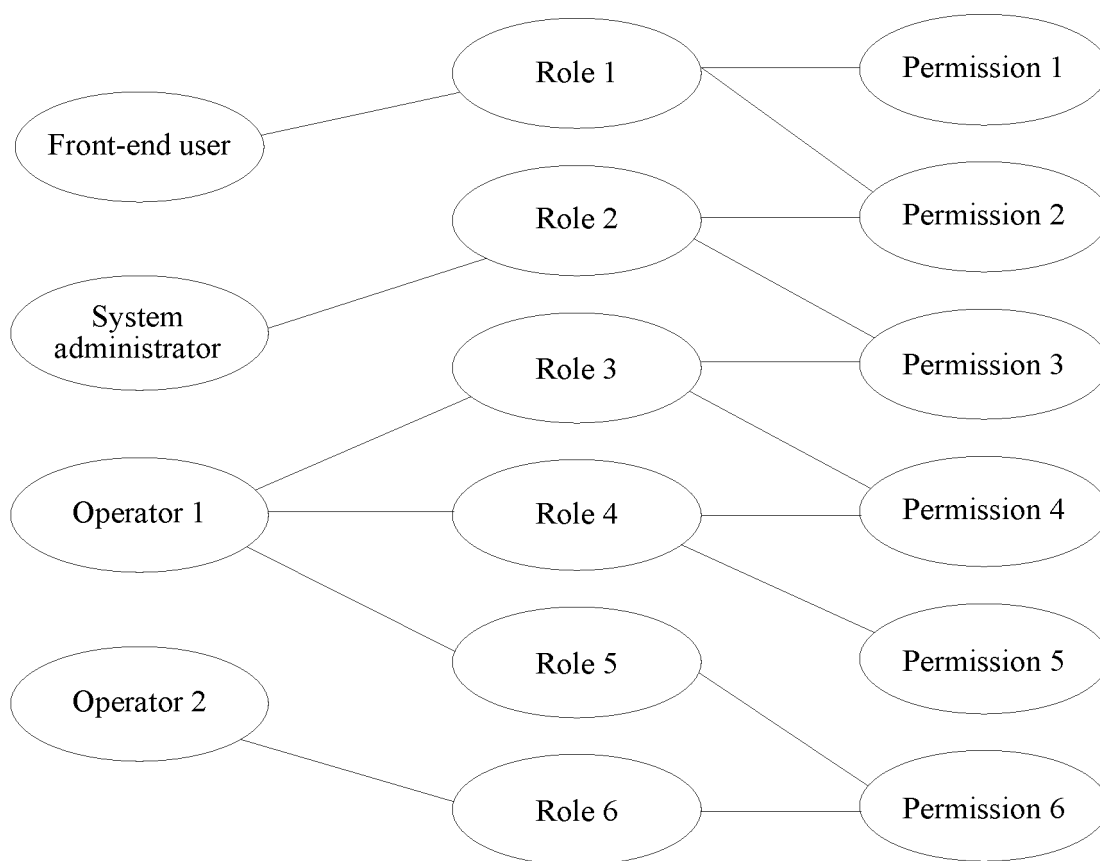 Front-end user
System
administrator
Operator 1
Operator 2
Role 1
Role 2
Role 3
Role 4
Role 5
Role 6
Permission 1
Permission 2
Permission 3
Permission 4
Permission 5
Permission 6